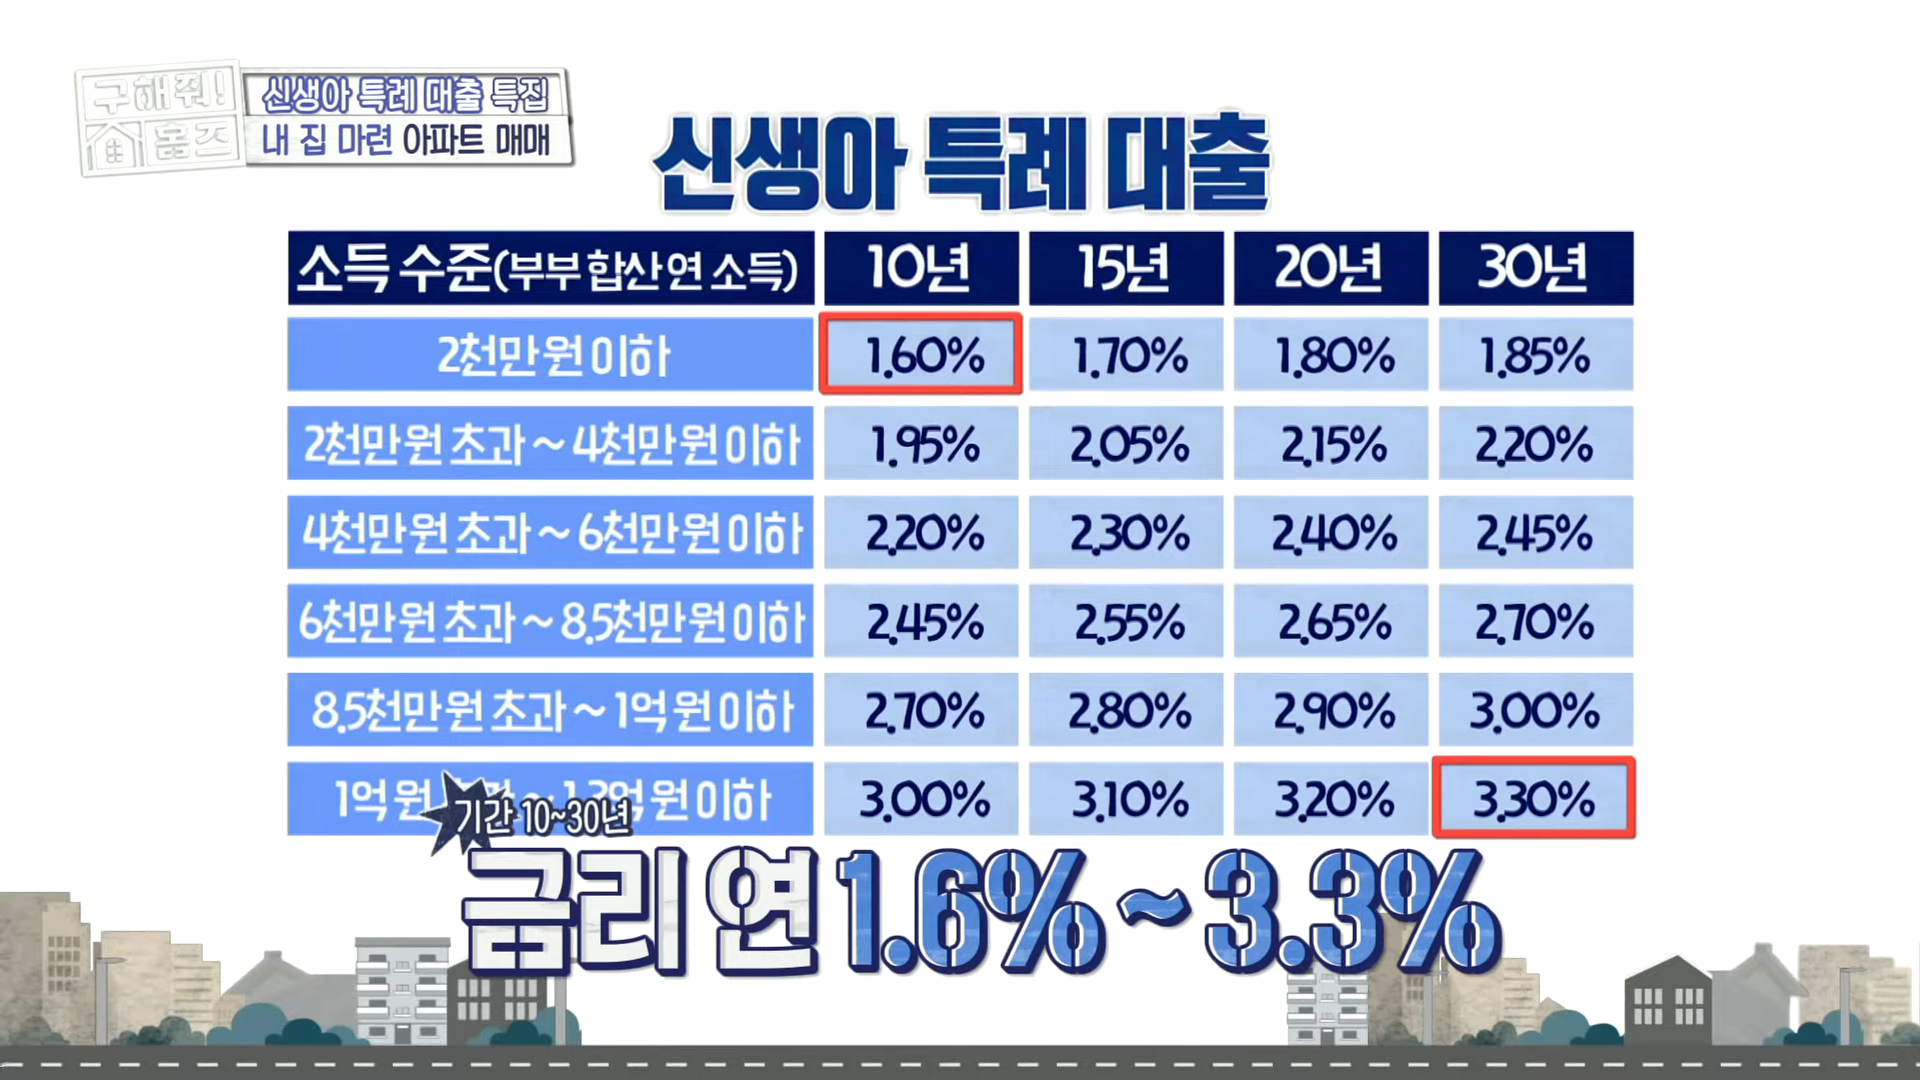 구해줘! 홈즈
신생아 특례 대출 특집
내 집 마련 아파트 매매
신생아 특례 대출
소득 수준(부부 합산 연 소득) 10년 15년 20년 30년
2천만 원 이하 1.60% 1.70% 1.80% 1.85%
2천만 원 초과 ~ 4천만 원 이하 1.95% 2.05% 2.15% 2.20%
4천만 원 초과 ~ 6천만 원 이하 2.20% 2.30% 2.40% 2.45%
6천만 원 초과 ~ 8.5천만 원 이하 2.45% 2.55% 2.65% 2.70%
8.5천만 원 초과 ~ 1억 원 이하 2.70% 2.80% 2.90% 3.00%
1억 원 ~ 억 원 이하 3.00% 3.10% 3.20% 3.30%
기간 10~30년
금리 연 1.6% ~ 3.3%